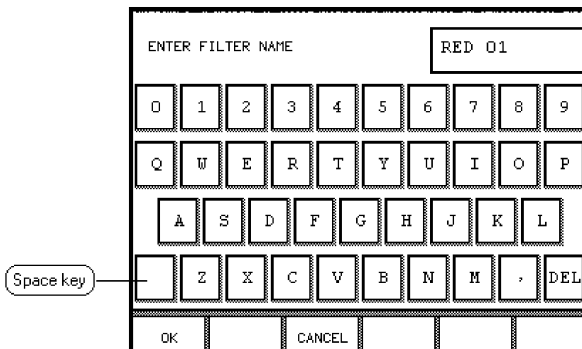 ENTER FILTER NAME RED 01
0 1 2 3 4 5 6 7 8 9
Q W E R T Y U I O P
A S D F G H J K L
Space key Z X C V B N M , DEL
OK CANCEL